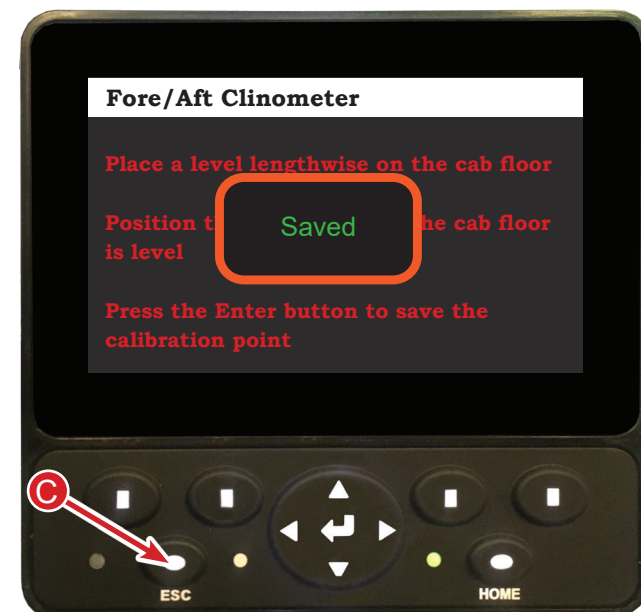 Fore/Aft Clinometer
Place a level lengthwise on the cab floor
Position t
Saved
he cab floor
is level
Press the Enter button to save the
calibration point
C
ESC
HOME